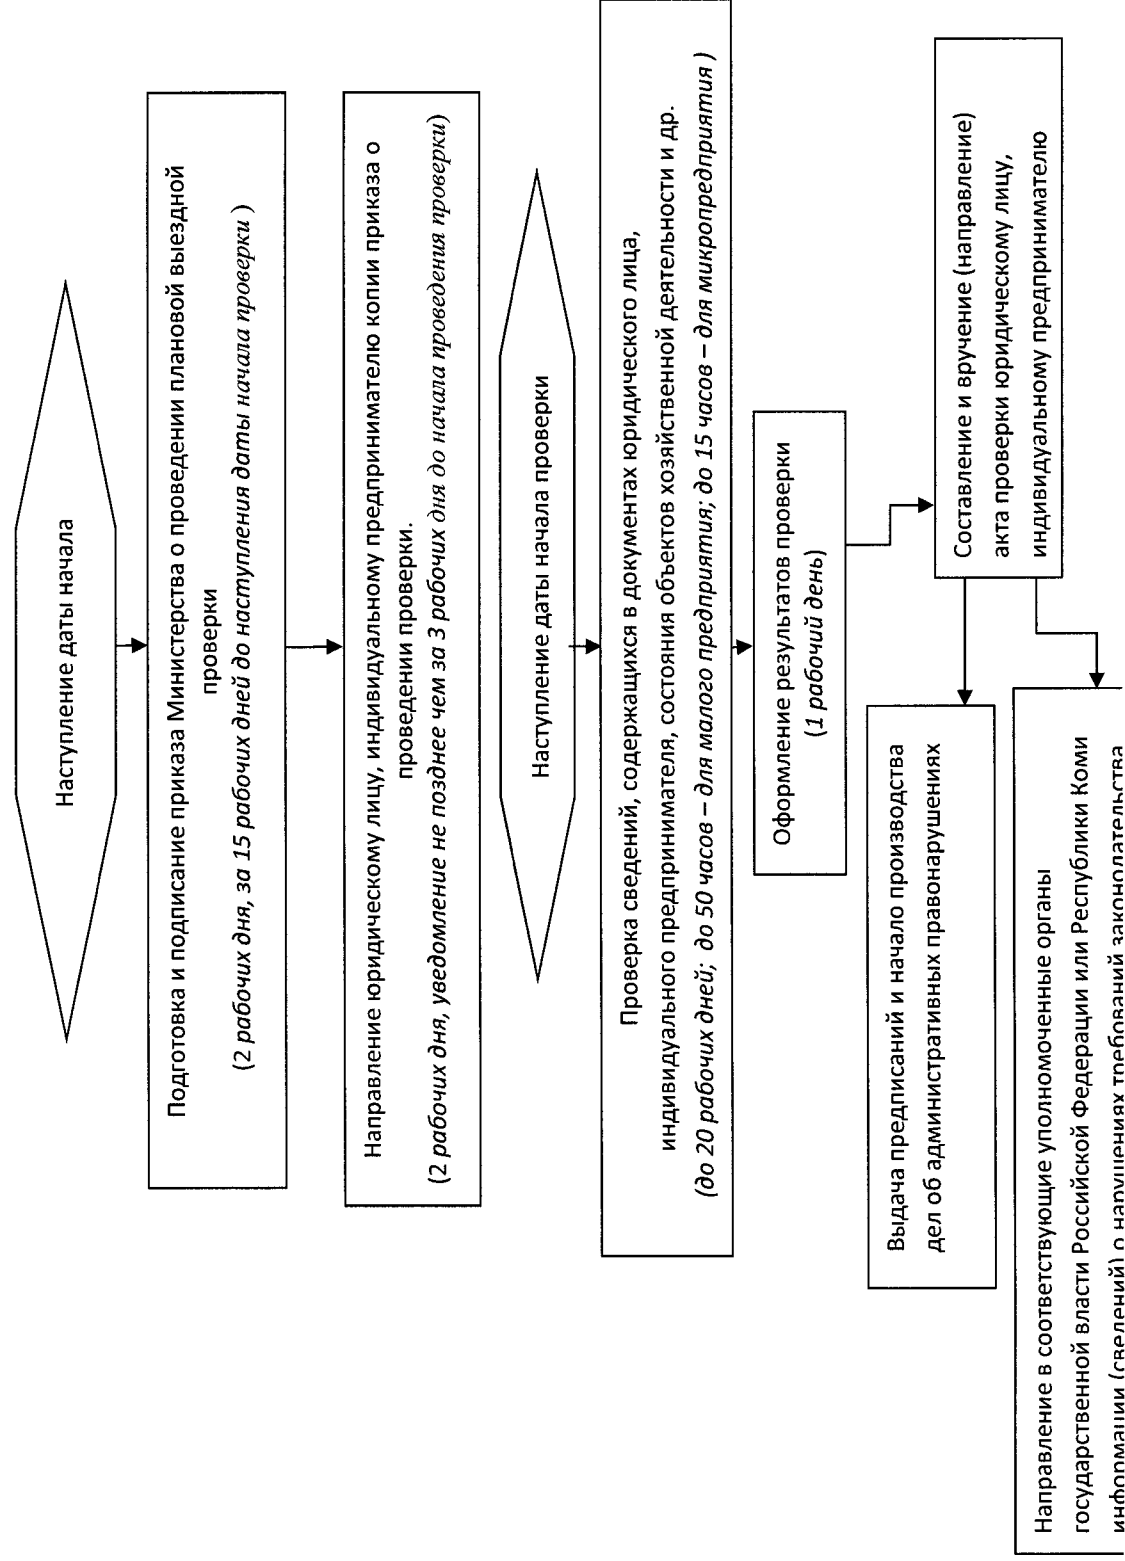 Наступление даты начала
Подготовка и подписание приказа Министерства о проведении плановой выездной
проверки
(2 рабочих дня, за 15 рабочих дней до наступления даты начала проверки )
Направление юридическому лицу, индивидуальному предпринимателю копии приказа о
проведении проверки.
(2 рабочих дня, уведомление не позднее чем за 3 рабочих дня до начала проведения проверки)
Наступление даты начала проверки
Проверка сведений, содержащихся в документах юридического лица,
индивидуального предпринимателя, состояния объектов хозяйственной деятельности и др.
(до 20 рабочих дней;  до 50 часов – для малого предприятия; до 15 часов – для микропредприятия )
Оформление результатов проверки
(1 рабочий день)
Составление и вручение (направление)
акта проверки юридическому лицу,
индивидуальному предпринимателю
Выдача предписаний и начало производства
дел об административных правонарушениях
Направление в соответствующие уполномоченные органы
государственной власти Российской Федерации или Республики Коми
информации (сведений) о нарушениях требований законодательства